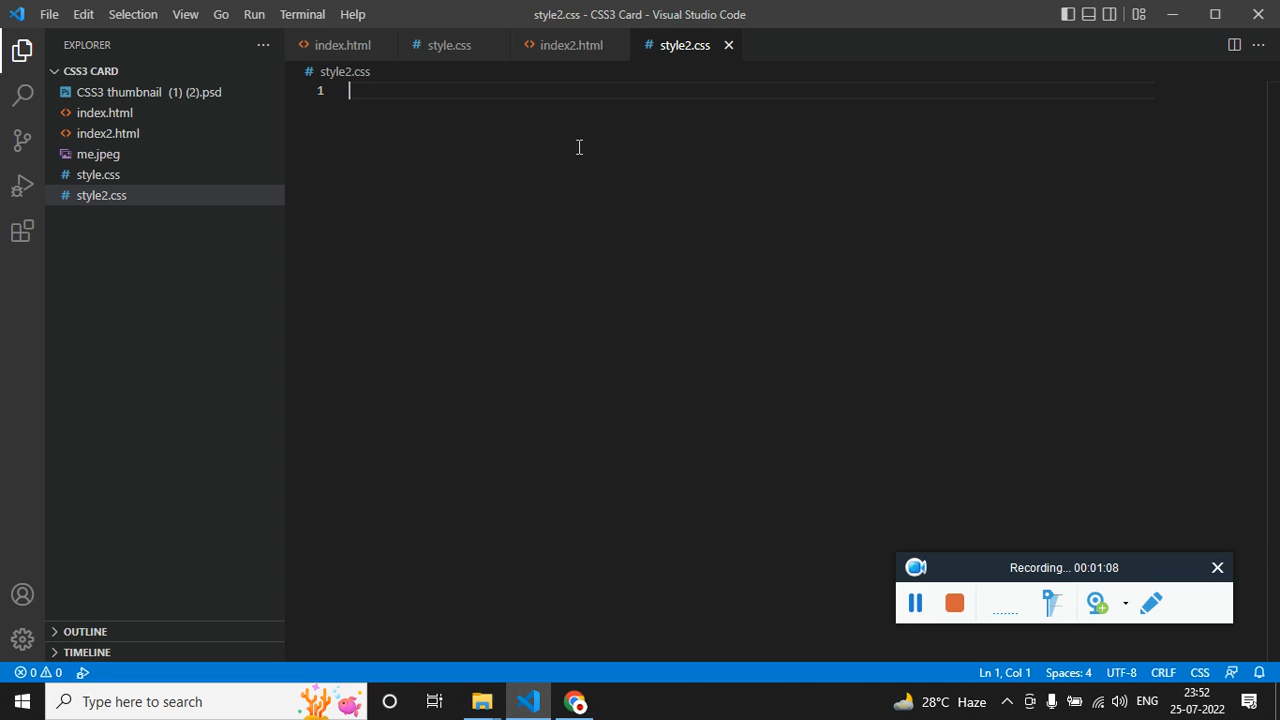 File Edit Selection View Go Run Terminal Help
style2.css - CSS3 Card - Visual Studio Code
EXPLORER
index.html
style.css
index2.html
style2.css
style2.css
CSS3 CARD
CSS3 thumbnail (1) (2).psd
index.html
index2.html
me.jpeg
style.css
style2.css
1
Recording... 00:01:08
OUTLINE
TIMELINE
0 0
Ln 1, Col 1 Spaces: 4 UTF-8 CRLF CSS
Type here to search
28°C Haze
ENG
23:52
25-07-2022